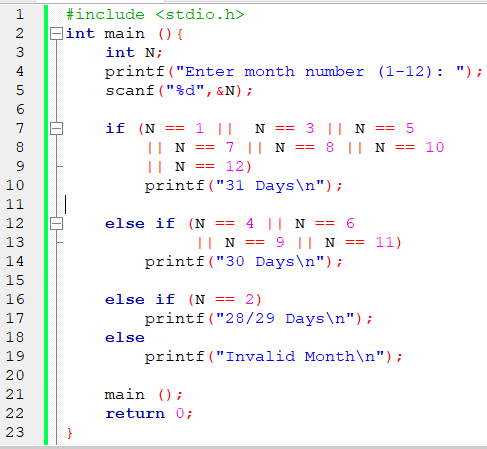 1 #include <stdio.h>
2 int main (){
3     int N;
4     printf("Enter month number (1-12): ");
5     scanf("%d",&N);
6
7     if (N == 1 ||  N == 3 || N == 5
8         || N == 7 || N == 8 || N == 10
9         || N == 12)
10         printf("31 Days\n");
11
12     else if (N == 4 || N == 6
13              || N == 9 || N == 11)
14         printf("30 Days\n");
15
16     else if (N == 2)
17         printf("28/29 Days\n");
18     else
19         printf("Invalid Month\n");
20
21     main ();
22     return 0;
23 }